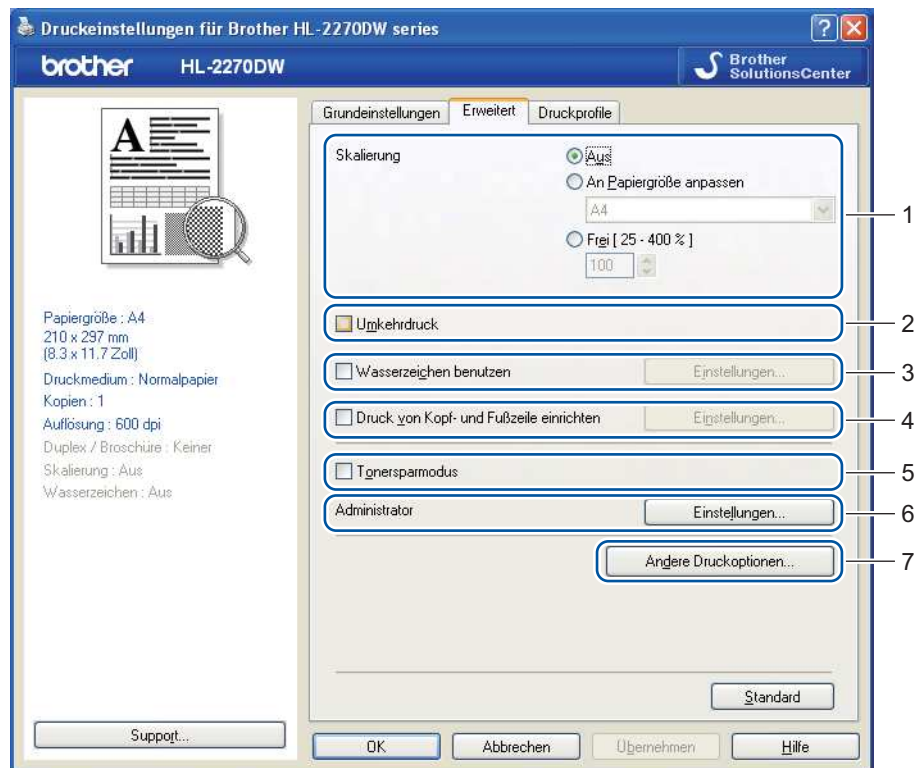 Druckeinstellungen für Brother HL-2270DW series
brother HL-2270DW
Brother
SolutionsCenter
Grundeinstellungen Erweitert Druckprofile
A
Skalierung
Aus
An Papiergröße anpassen
A4
Frei [ 25 - 400 % ]
100
1
Umkehrdruck
2
Wasserzeichen benutzen Einstellungen...
3
Druck von Kopf- und Fußzeile einrichten Einstellungen...
4
Tonersparmodus
5
Administrator Einstellungen...
6
Andere Druckoptionen...
7
Papiergröße : A4
210 x 297 mm
(8.3 x 11.7 Zoll)
Druckmedium : Normalpapier
Kopien : 1
Auflösung : 600 dpi
Duplex / Broschüre : Keiner
Skalierung : Aus
Wasserzeichen : Aus
Standard
Support...
OK Abbrechen Übernehmen Hilfe